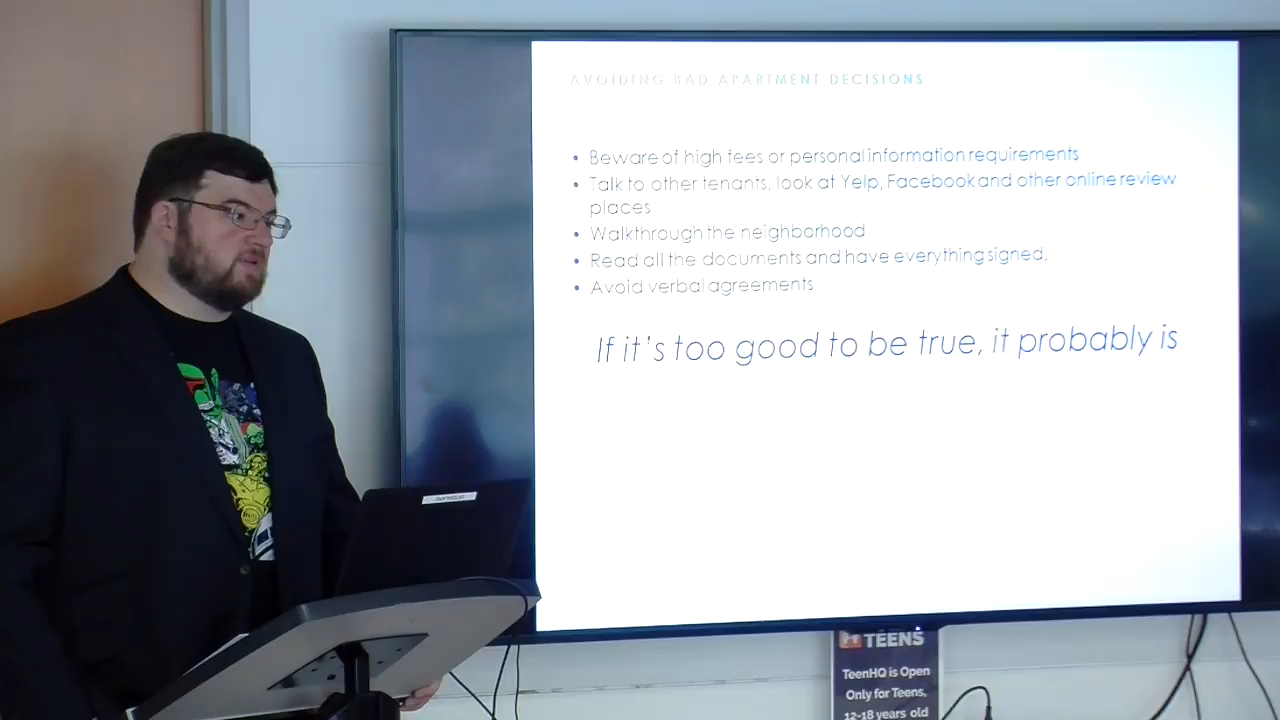 AVOIDING BAD APARTMENT DECISIONS
• Beware of high fees or personal information requirements
• Talk to other tenants, look at Yelp, Facebook and other online review
places
• Walkthrough the neighborhood
• Read all the documents and have everything signed.
• Avoid verbal agreements
If it's too good to be true, it probably is
TEENS
TeenHQ is Open
Only for Teens,
12-18 years old